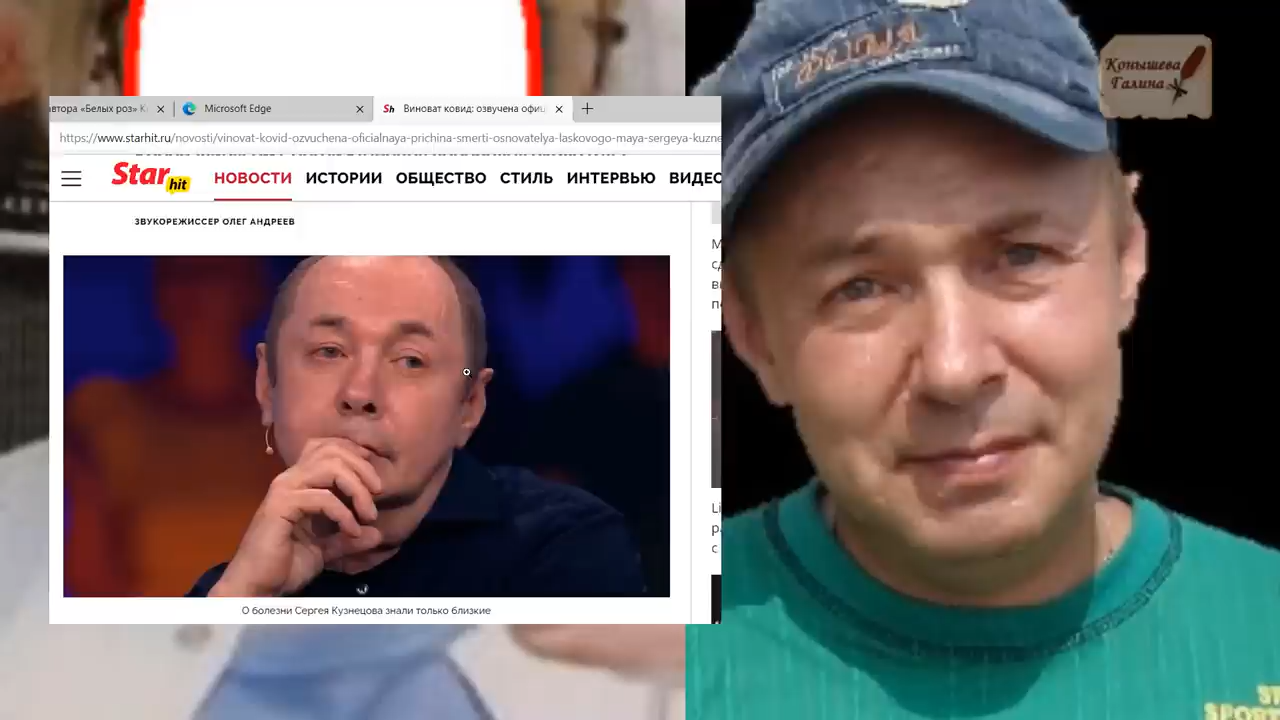 Конышева
Галина
втора «Белых роз»
Microsoft Edge
Виноват ковид: озвучена офиц
https://www.starhit.ru/novosti/vinovat-kovid-ozvuchena-oficialnaya-prichina-smerti-osnovatelya-laskovogo-maya-sergeya-kuzne
Star hit
НОВОСТИ
ИСТОРИИ
ОБЩЕСТВО
СТИЛЬ
ИНТЕРВЬЮ
ВИДЕО
ЗВУКОРЕЖИССЕР ОЛЕГ АНДРЕЕВ
О болезни Сергея Кузнецова знали только близкие